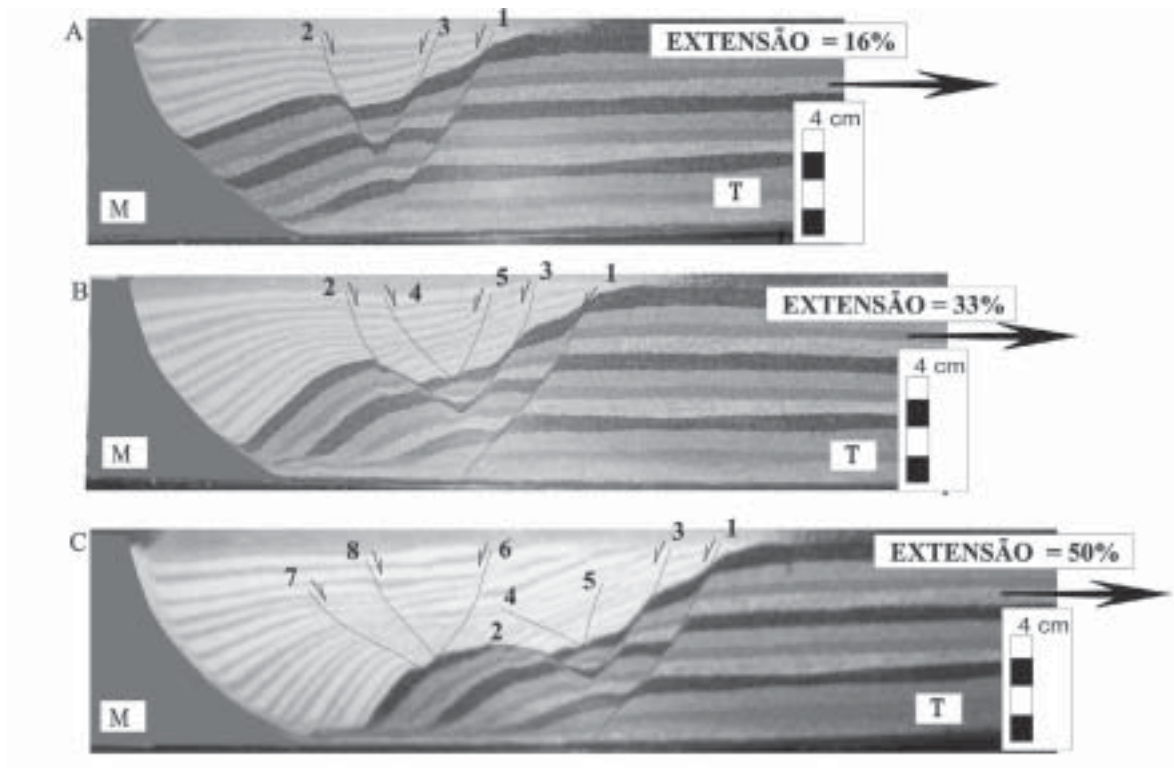 A
2
3
1
EXTENSÃO = 16%
4 cm
M
T
B
2
4
5
3
1
EXTENSÃO = 33%
4 cm
M
T
C
8
6
3
1
EXTENSÃO = 50%
7
5
4
2
4 cm
M
T